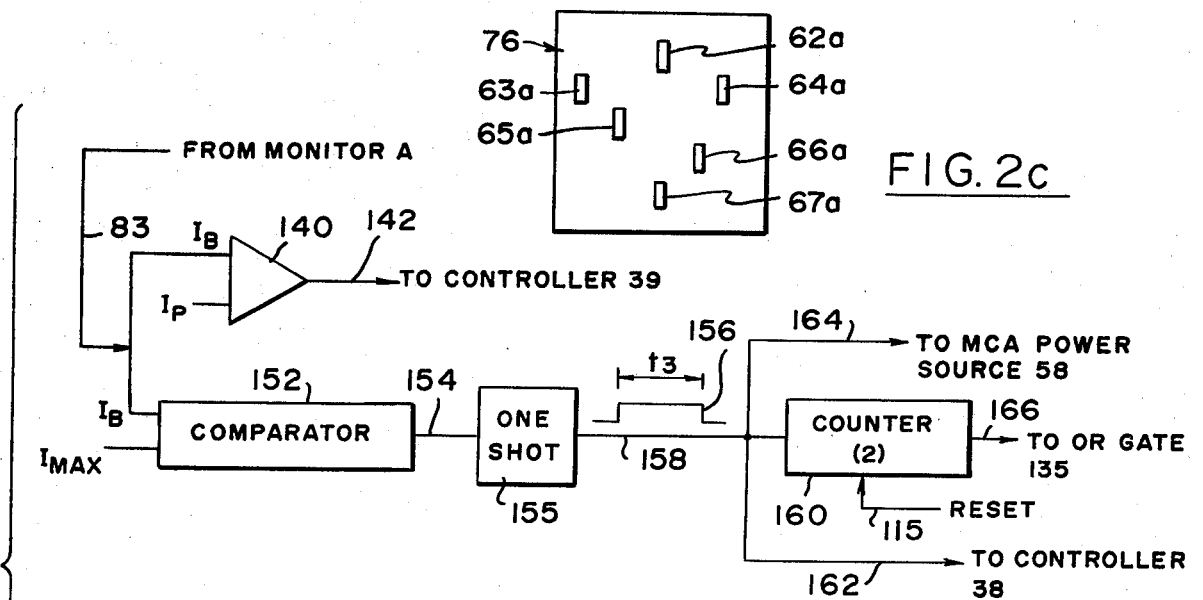 76
62a
63a
64a
65a
66a
67a
FIG. 2c
FROM MONITOR A
83
IB
140
142
TO CONTROLLER 39
IP
164
156
t3
TO MCA POWER
SOURCE 58
152
154
IB
COMPARATOR
IMAX
ONE
SHOT
155
158
COUNTER
(2)
166
TO OR GATE
135
160
115
RESET
162
TO CONTROLLER
38